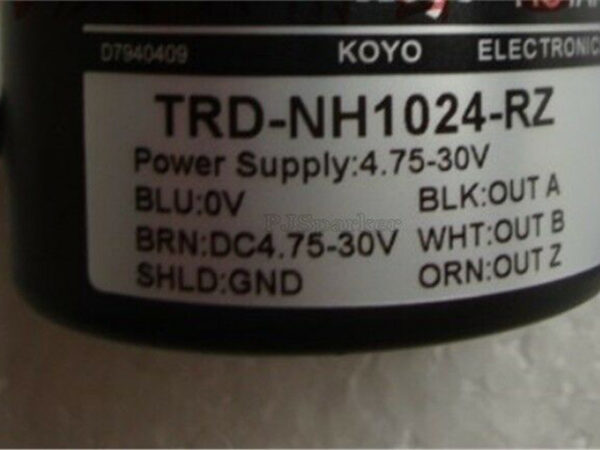 D7940409 KOYO ELECTRONIC
TRD-NH1024-RZ
Power Supply:4.75-30V
BLU:0V BLK:OUT A
BRN:DC4.75-30V WHT:OUT B
SHLD:GND ORN:OUT Z